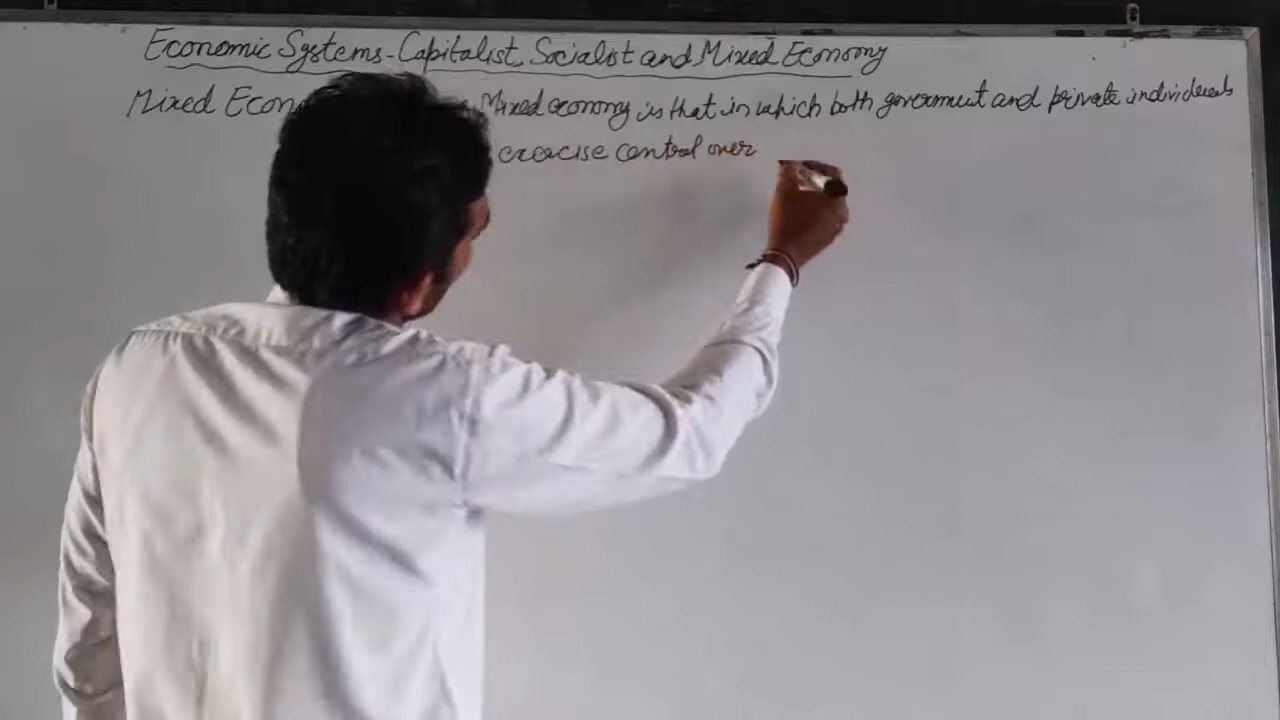 Economic Systems - Capitalist, Socialist and Mixed Economy
Mixed Econ Mixed economy is that in which both government and private individuals
exercise control over